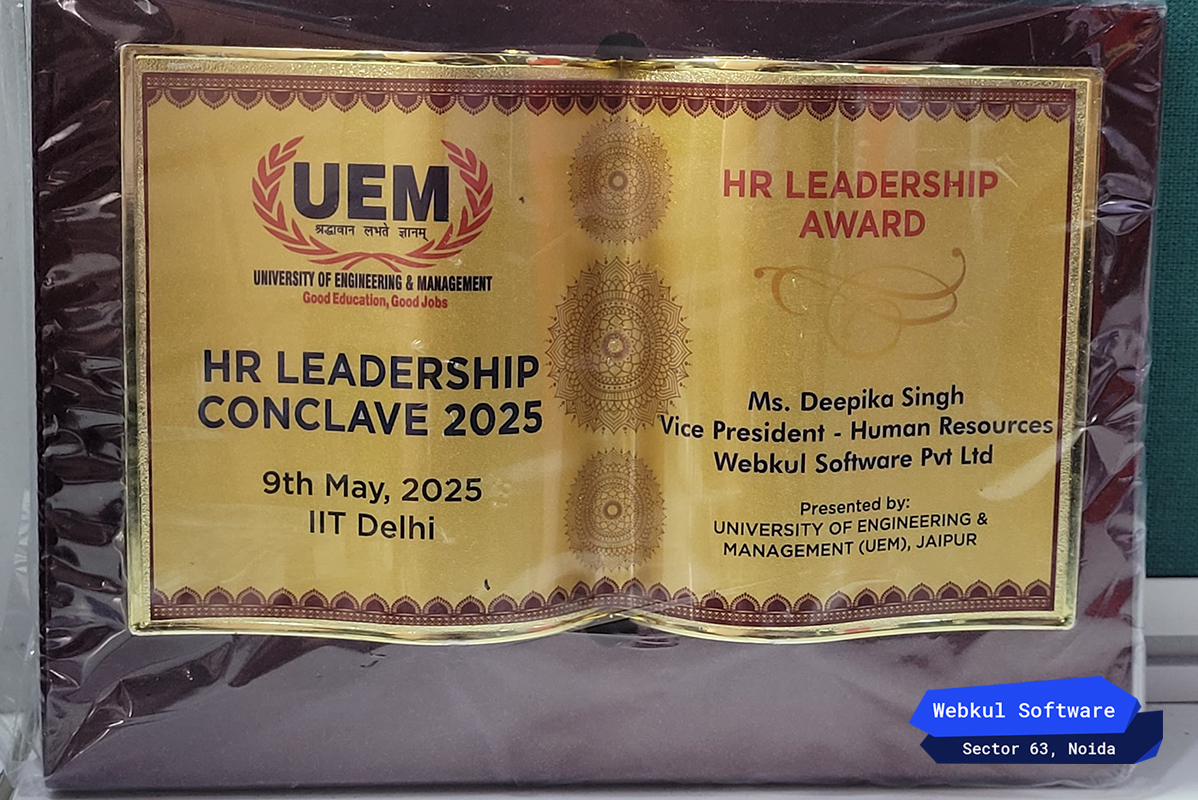 UEM
श्रद्धावान लभते ज्ञानम्
UNIVERSITY OF ENGINEERING & MANAGEMENT
Good Education, Good Jobs
HR LEADERSHIP
CONCLAVE 2025
9th May, 2025
IIT Delhi
HR LEADERSHIP
AWARD
Ms. Deepika Singh
Vice President - Human Resources
Webkul Software Pvt Ltd
Presented by:
UNIVERSITY OF ENGINEERING &
MANAGEMENT (UEM), JAIPUR
Webkul Software
Sector 63, Noida